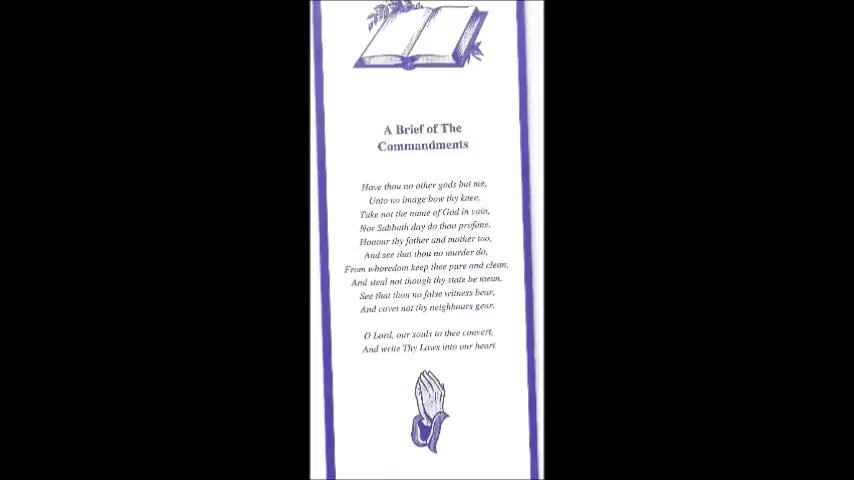 A Brief of The
Commandments
Have thou no other gods but me,
Unto no image bow thy knee,
Take not the name of God in vain,
Nor Sabbath day do thou profane.
Honour thy father and mother too,
And see that thou no murder do,
From whoredom keep thee pure and clean,
And steal not though thy state be mean.
See that thou no false witness bear,
And covet not thy neighbours gear.
O Lord, our souls to thee convert,
And write Thy Laws into our heart